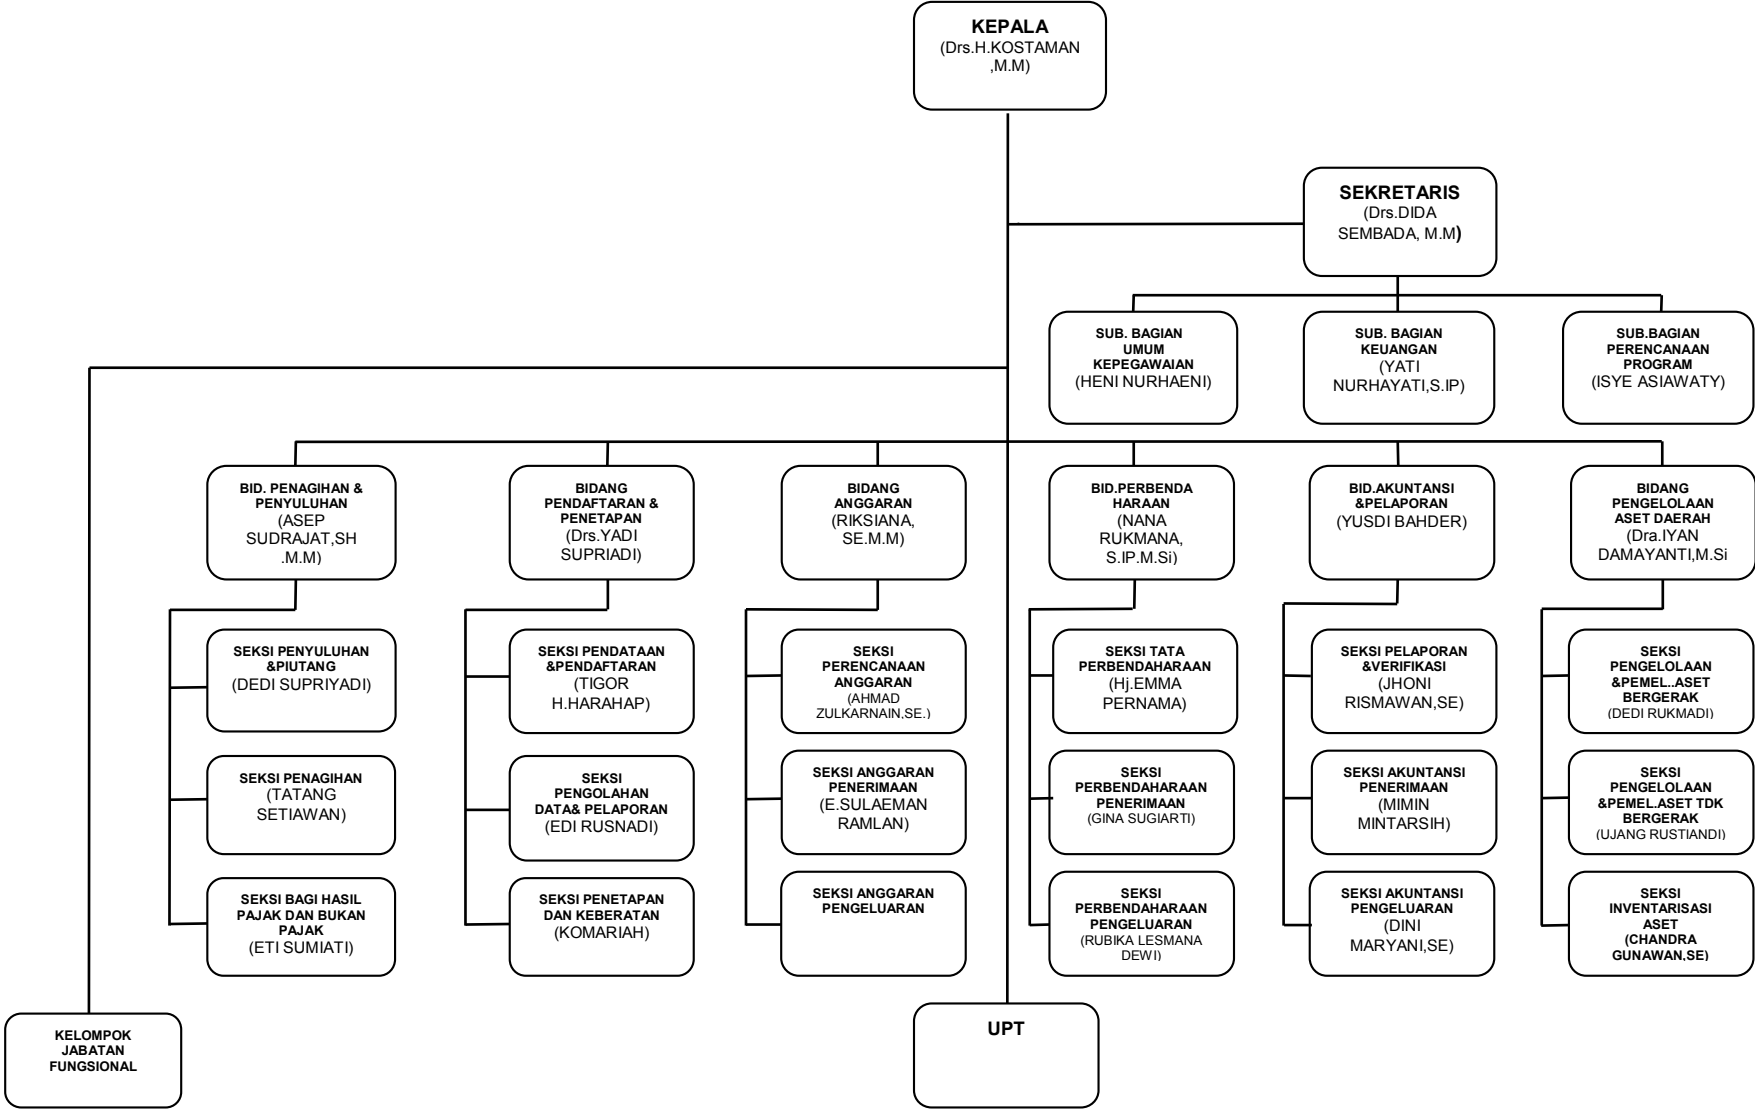 KEPALA
(Drs.H.KOSTAMAN
,M.M)
SEKRETARIS
(Drs.DIDA
SEMBADA, M.M)
SUB. BAGIAN
UMUM
KEPEGAWAIAN
(HENI NURHAENI)
SUB. BAGIAN
KEUANGAN
(YATI
NURHAYATI,S.IP)
SUB.BAGIAN
PERENCANAAN
PROGRAM
(ISYE ASIAWATY)
BID. PENAGIHAN &
PENYULUHAN
(ASEP
SUDRAJAT,SH
.M.M)
BIDANG
PENDAFTARAN &
PENETAPAN
(Drs.YADI
SUPRIADI)
BIDANG
ANGGARAN
(RIKSIANA,
SE.M.M)
BID.PERBENDA
HARAAN
(NANA
RUKMANA,
S.IP.M.Si)
BID.AKUNTANSI
&PELAPORAN
(YUSDI BAHDER)
BIDANG
PENGELOLAAN
ASET DAERAH
(Dra.IYAN
DAMAYANTI,M.Si
SEKSI PENYULUHAN
&PIUTANG
(DEDI SUPRIYADI)
SEKSI PENDATAAN
&PENDAFTARAN
(TIGOR
H.HARAHAP)
SEKSI
PERENCANAAN
ANGGARAN
(AHMAD
ZULKARNAIN,SE.)
SEKSI TATA
PERBENDAHARAAN
(Hj.EMMA
PERNAMA)
SEKSI PELAPORAN
&VERIFIKASI
(JHONI
RISMAWAN,SE)
SEKSI
PENGELOLAAN
&PEMEL..ASET
BERGERAK
(DEDI RUKMADI)
SEKSI PENAGIHAN
(TATANG
SETIAWAN)
SEKSI
PENGOLAHAN
DATA& PELAPORAN
(EDI RUSNADI)
SEKSI ANGGARAN
PENERIMAAN
(E.SULAEMAN
RAMLAN)
SEKSI
PERBENDAHARAAN
PENERIMAAN
(GINA SUGIARTI)
SEKSI AKUNTANSI
PENERIMAAN
(MIMIN
MINTARSIH)
SEKSI
PENGELOLAAN
&PEMEL.ASET TDK
BERGERAK
(UJANG RUSTIANDI)
SEKSI BAGI HASIL
PAJAK DAN BUKAN
PAJAK
(ETI SUMIATI)
SEKSI PENETAPAN
DAN KEBERATAN
(KOMARIAH)
SEKSI ANGGARAN
PENGELUARAN
SEKSI
PERBENDAHARAAN
PENGELUARAN
(RUBIKA LESMANA
DEWI)
SEKSI AKUNTANSI
PENGELUARAN
(DINI
MARYANI,SE)
SEKSI
INVENTARISASI
ASET
(CHANDRA
GUNAWAN,SE)
KELOMPOK
JABATAN
FUNGSIONAL
UPT